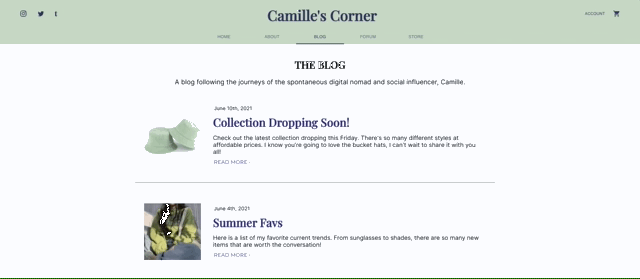 Camille's Corner
ACCOUNT
HOME ABOUT BLOG FORUM STORE
THE BLOG
A blog following the journeys of the spontaneous digital nomad and social influencer, Camille.
June 10th, 2021
Collection Dropping Soon!
Check out the latest collection dropping this Friday. There's so many different styles at
affordable prices. I know you're going to love the bucket hats, I can't wait to share it with you
all!
READ MORE ›
June 4th, 2021
Summer Favs
Here is a list of my favorite current trends. From sunglasses to shades, there are so many new
items that are worth the conversation!
READ MORE ›